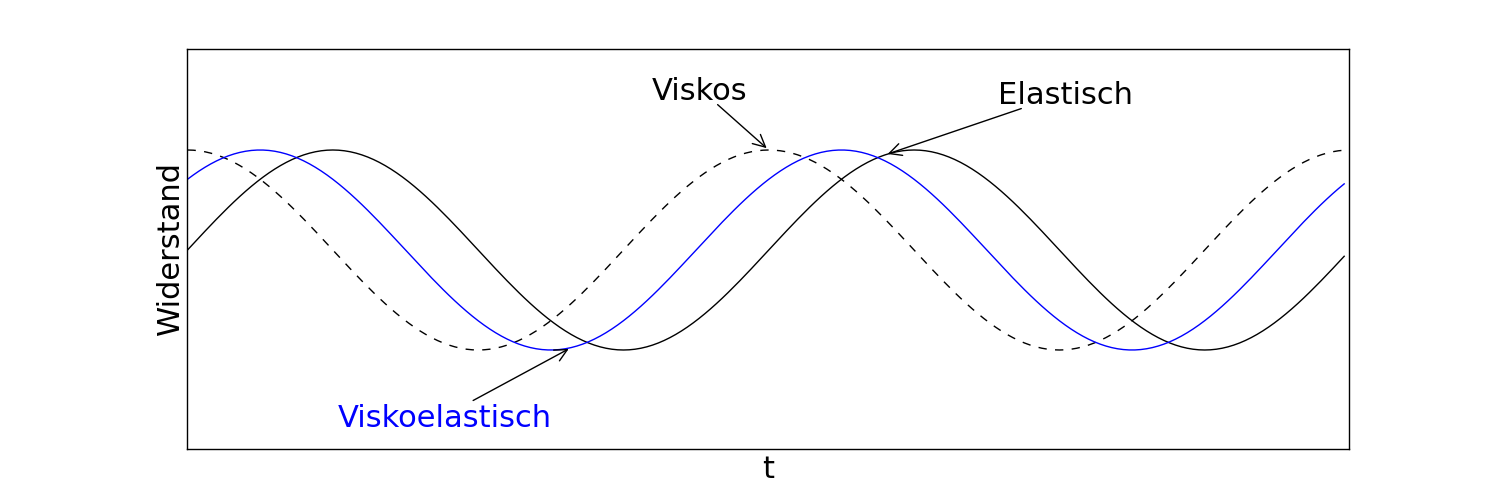 Viskos
Elastisch
Widerstand
Viskoelastisch
t